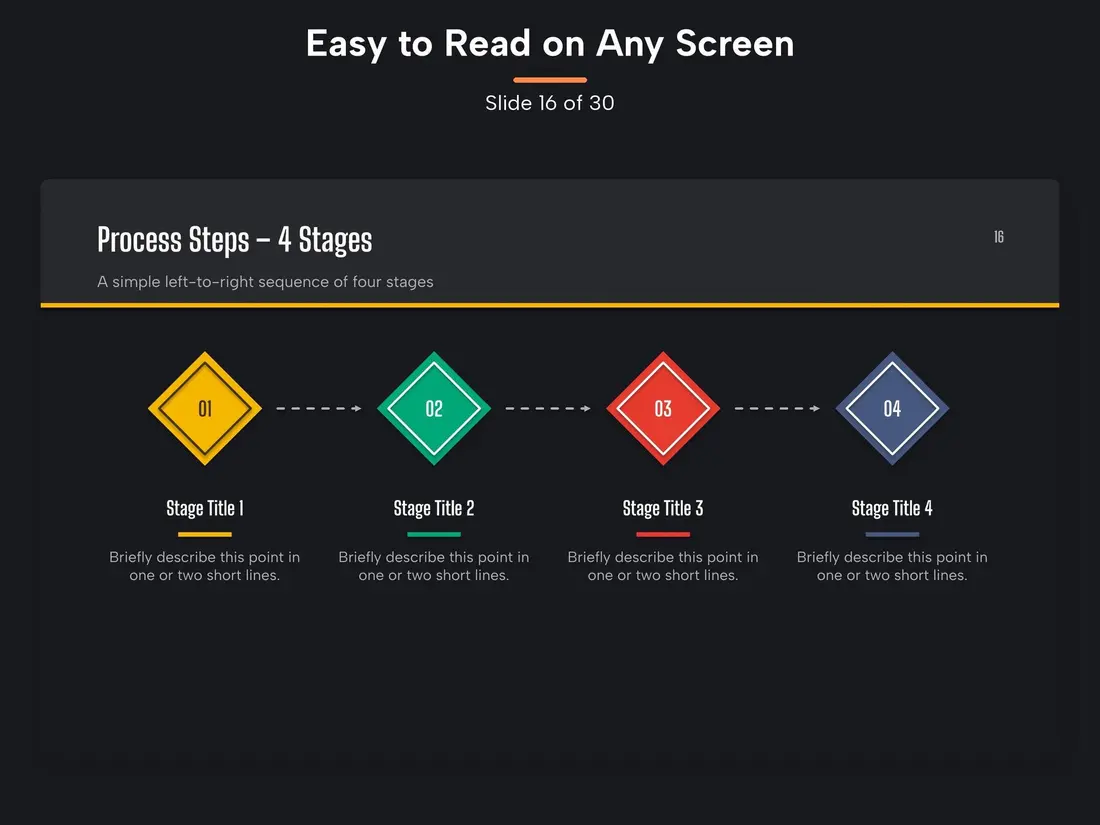 Easy to Read on Any Screen
Slide 16 of 30
Process Steps – 4 Stages
16
A simple left-to-right sequence of four stages
01
02
03
04
Stage Title 1
Stage Title 2
Stage Title 3
Stage Title 4
Briefly describe this point in
one or two short lines.
Briefly describe this point in
one or two short lines.
Briefly describe this point in
one or two short lines.
Briefly describe this point in
one or two short lines.